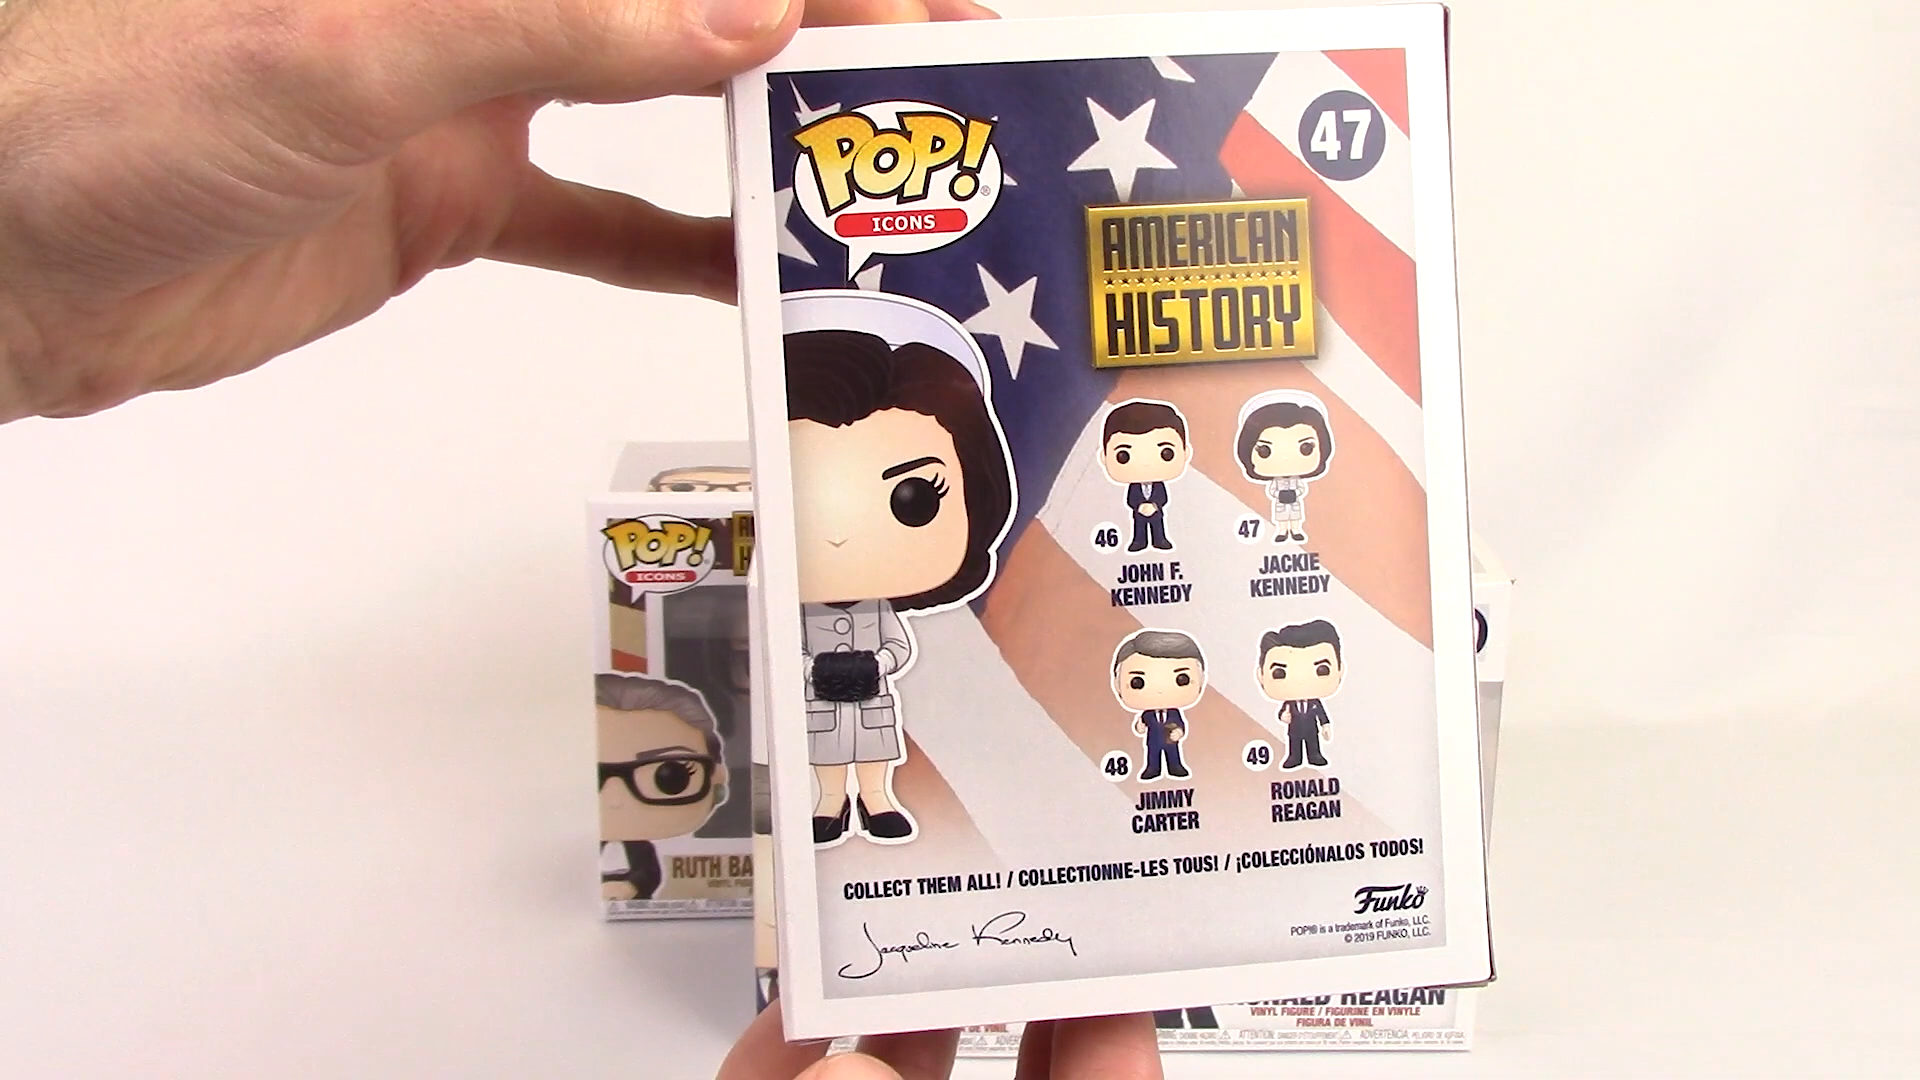 POP!
ICONS
47
AMERICAN
HISTORY
46
JOHN F.
KENNEDY
47
JACKIE
KENNEDY
48
JIMMY
CARTER
49
RONALD
REAGAN
COLLECT THEM ALL! / COLLECTIONNE-LES TOUS! / ¡COLECCIÓNALOS TODOS!
Jacqueline Kennedy
Funko
POP!® is a trademark of Funko, LLC.
© 2019 FUNKO, LLC.
POP!
ICONS
RUTH BA
RONALD REAGAN
VINYL FIGURE / FIGURINE EN VINYLE
FIGURA DE VINIL